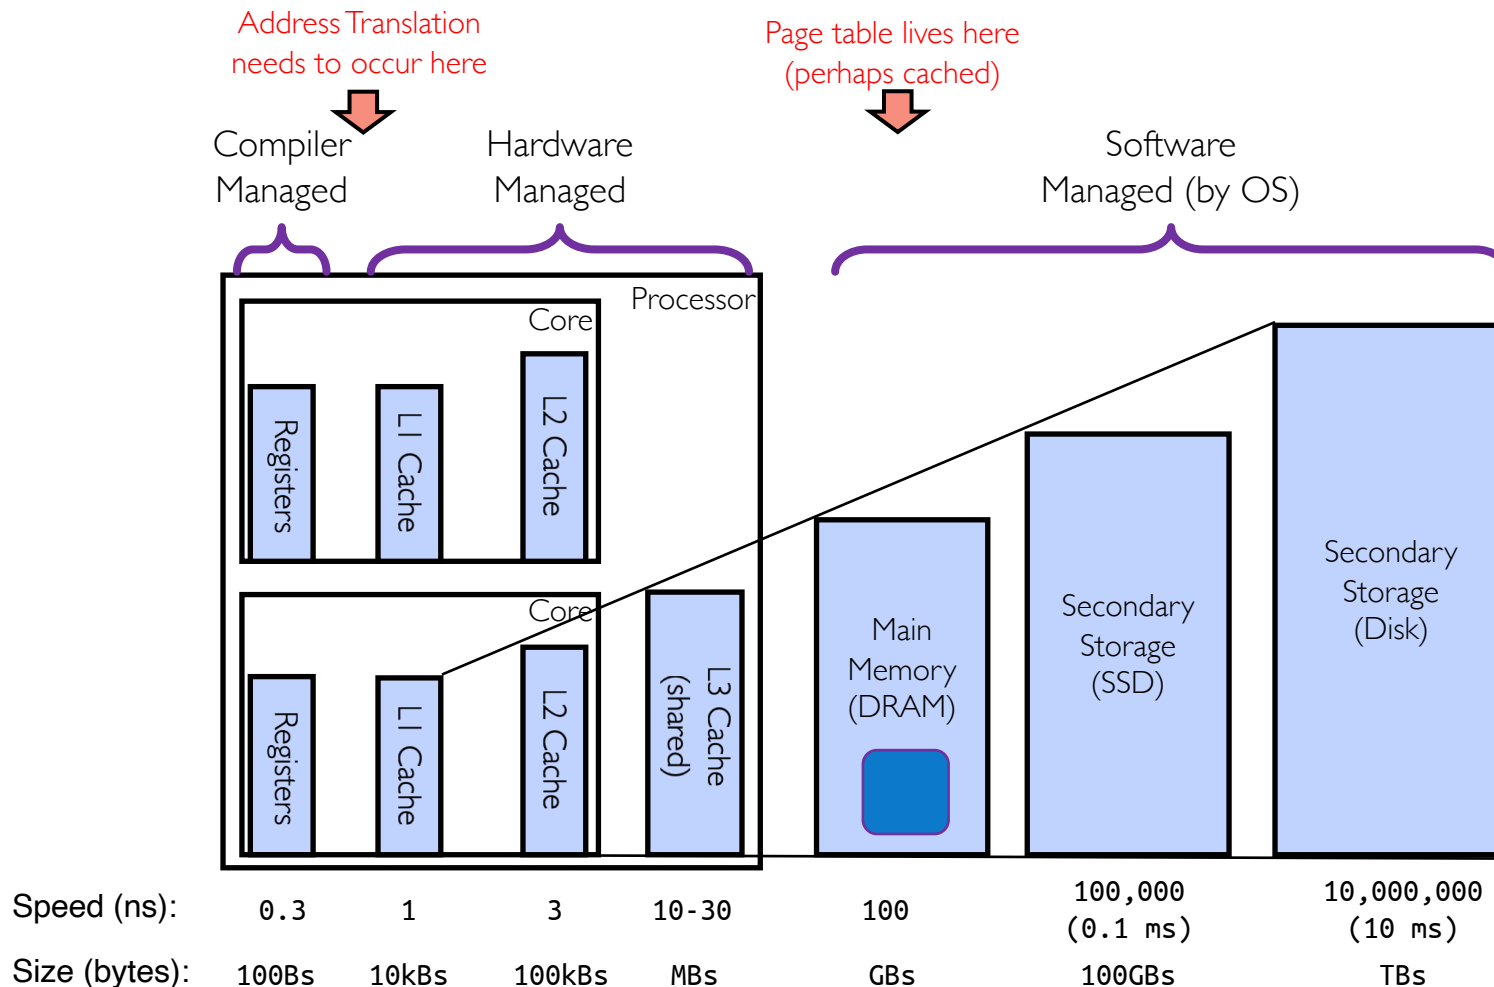 Address Translation
needs to occur here
Page table lives here
(perhaps cached)
Compiler
Managed
Hardware
Managed
Software
Managed (by OS)
Processor
Core
Registers
L1 Cache
L2 Cache
Core
Registers
L1 Cache
L2 Cache
L3 Cache
(shared)
Main
Memory
(DRAM)
Secondary
Storage
(SSD)
Secondary
Storage
(Disk)
Speed (ns): 0.3 1 3 10-30 100 100,000 10,000,000
(0.1 ms) (10 ms)
Size (bytes): 100Bs 10kBs 100kBs MBs GBs 100GBs TBs